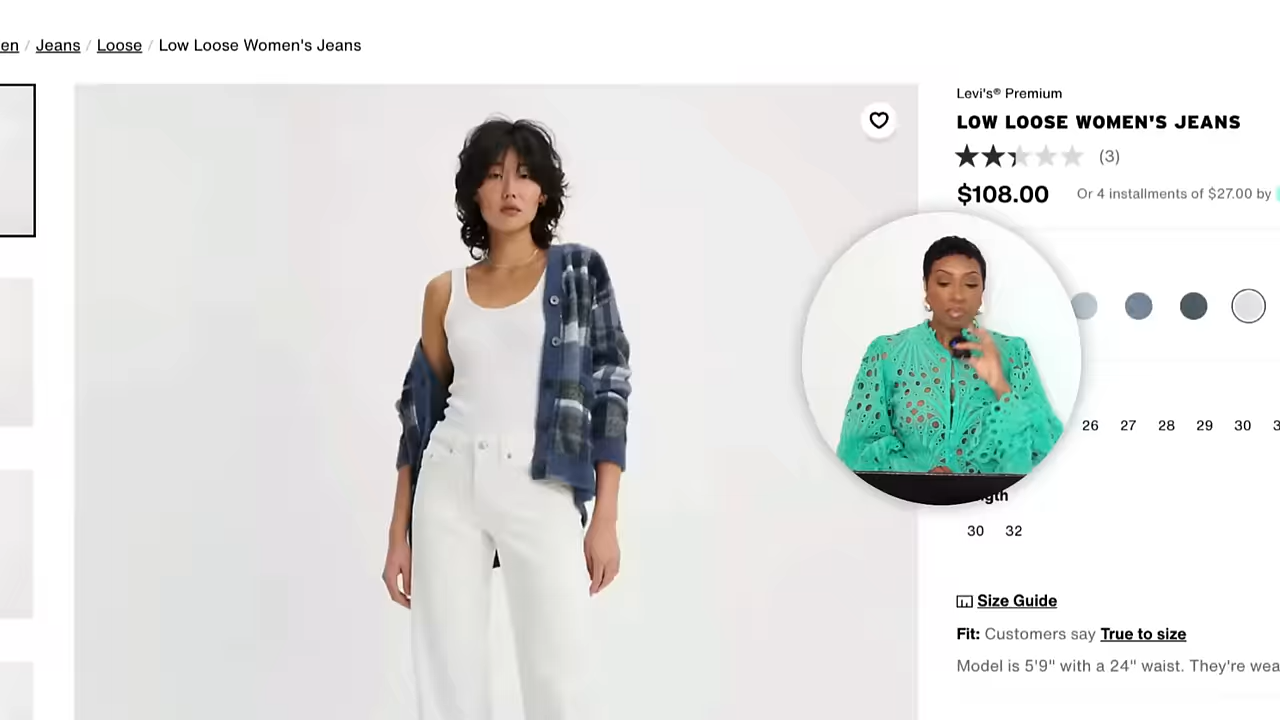 en / Jeans / Loose / Low Loose Women's Jeans
Levi's® Premium
LOW LOOSE WOMEN'S JEANS
(3)
$108.00 Or 4 installments of $27.00 by
26 27 28 29 30
30 32
Size Guide
Fit: Customers say True to size
Model is 5'9" with a 24" waist. They're wea